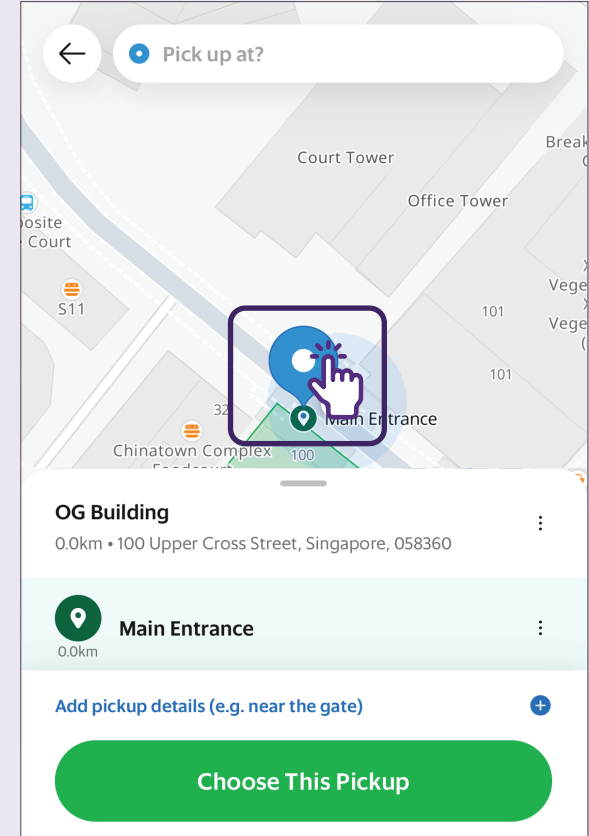 Pick up at?
Court Tower
Break
Office Tower
posite
Court
S11
Vege
101
Vege
101
32
Main Entrance
Chinatown Complex
100
Foodcourt
OG Building
0.0km • 100 Upper Cross Street, Singapore, 058360
Main Entrance
0.0km
Add pickup details (e.g. near the gate)
Choose This Pickup